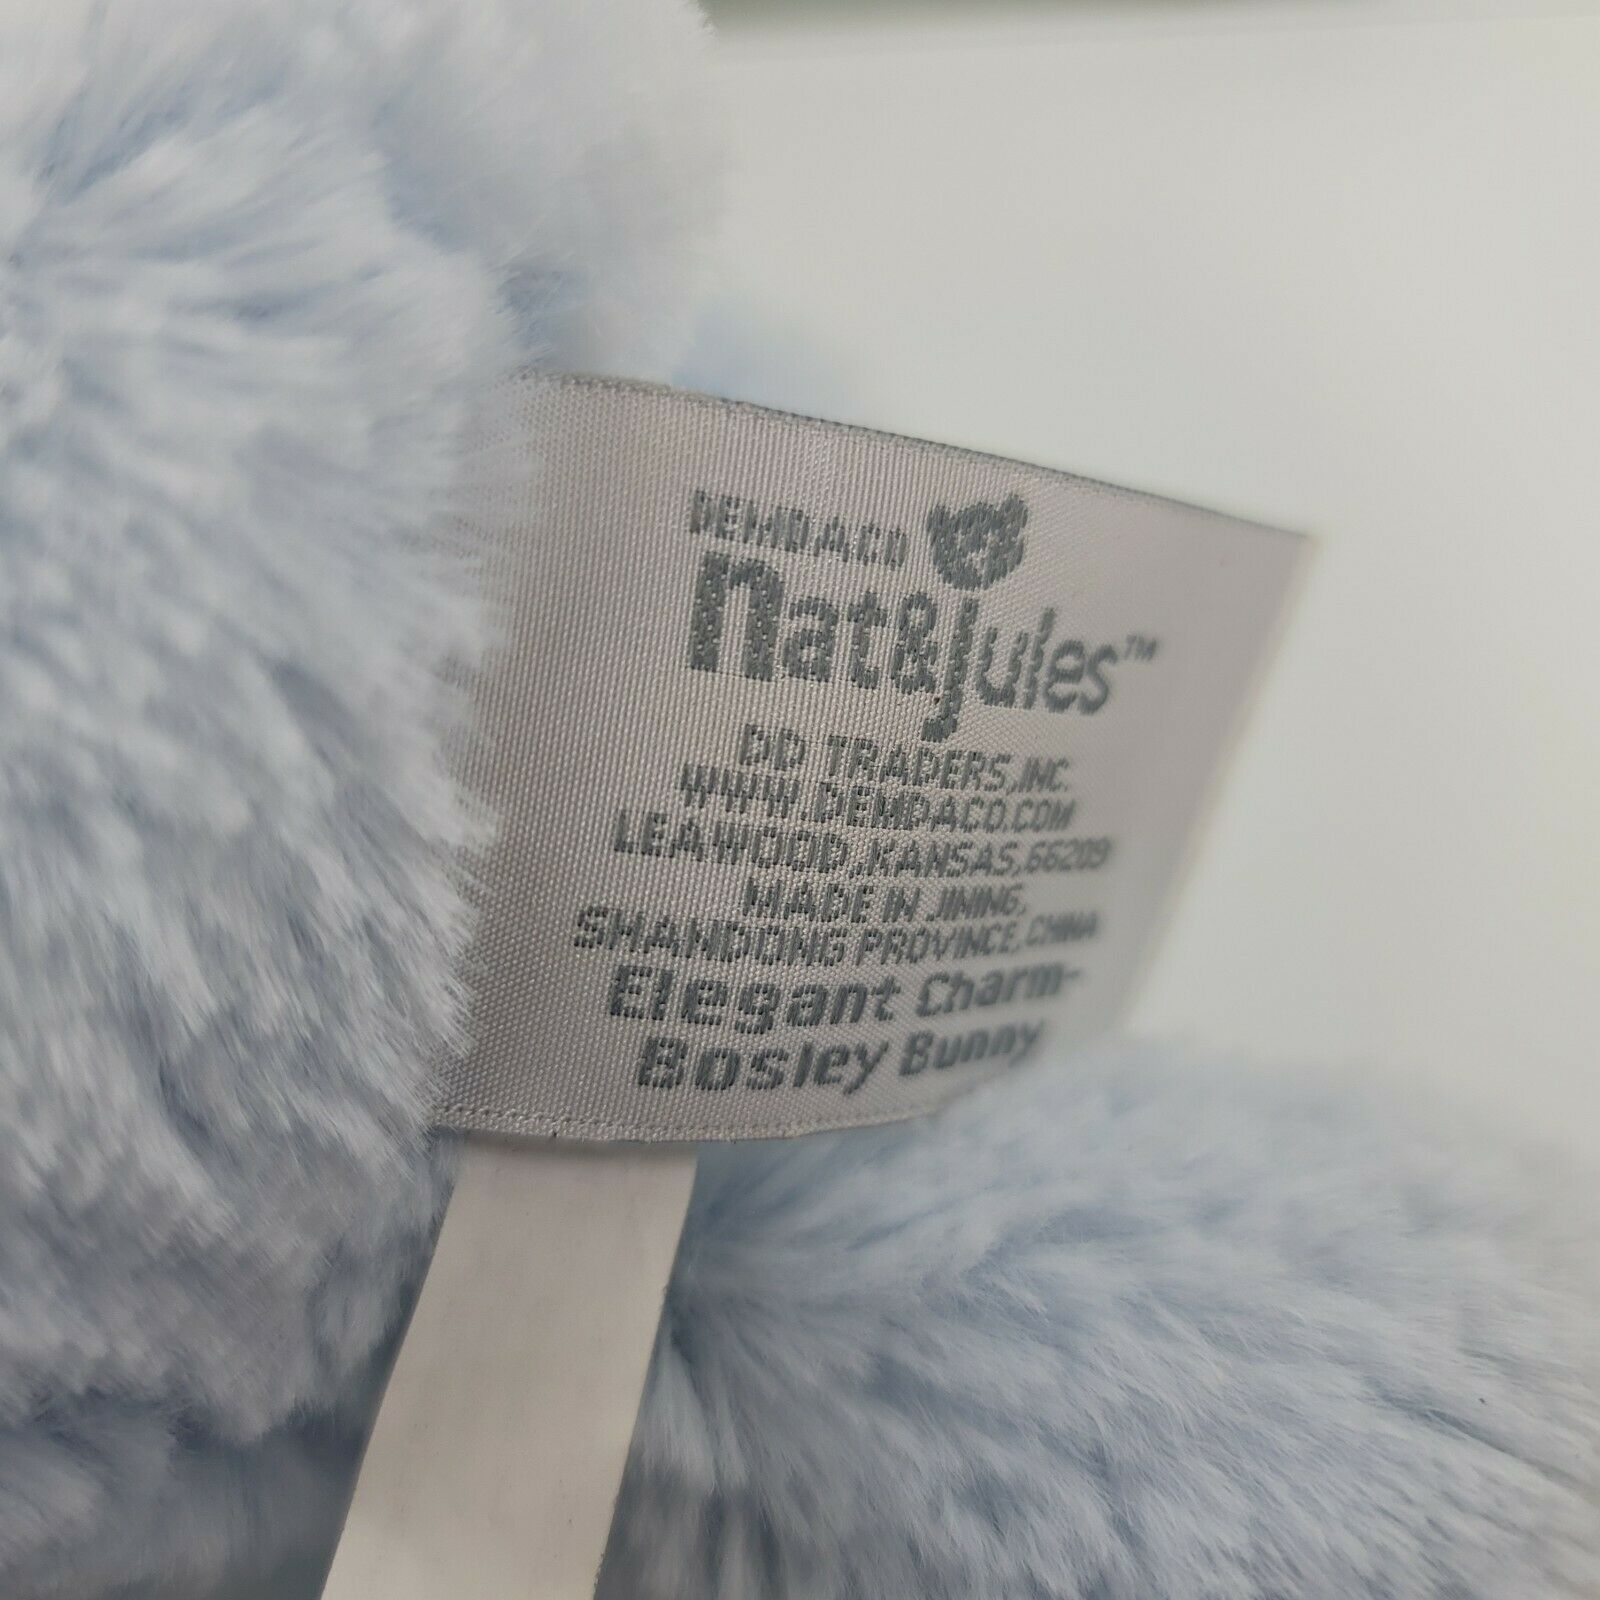 DEMDACO
nat&jules™
DD TRADERS,INC.
WWW.DEMDACO.COM
LEAWOOD,KANSAS,66209
MADE IN JINING,
SHANDONG PROVINCE,CHINA
Elegant Charm-
Bosley Bunny